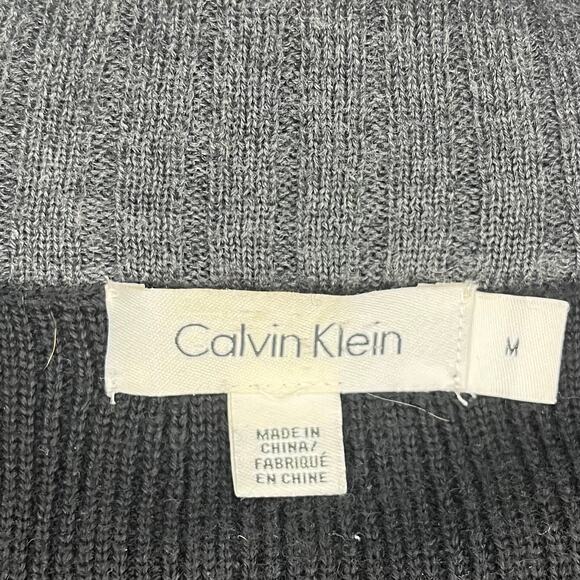 Calvin Klein
M
MADE IN
CHINA/
FABRIQUÉ
EN CHINE